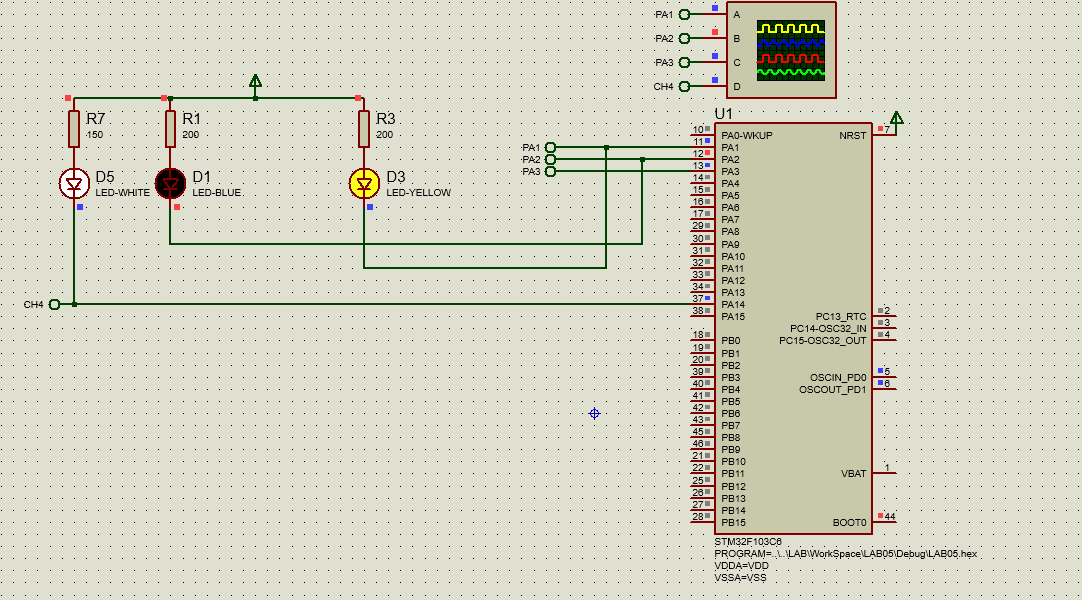 PA1
A
PA2
B
PA3
C
CH4
D
U1
R7
150
R1
200
R3
200
D5
LED-WHITE
D1
LED-BLUE
D3
LED-YELLOW
PA1
PA2
PA3
CH4
10 PA0-WKUP NRST 7
11 PA1
12 PA2
13 PA3
14 PA4
15 PA5
16 PA6
17 PA7
29 PA8
30 PA9
31 PA10
32 PA11
33 PA12
34 PA13
37 PA14
38 PA15 PC13_RTC 2
PC14-OSC32_IN 3
18 PB0 PC15-OSC32_OUT 4
19 PB1
20 PB2
39 PB3 OSCIN_PD0 5
40 PB4 OSCOUT_PD1 6
41 PB5
42 PB6
43 PB7
45 PB8
46 PB9
21 PB10
22 PB11 VBAT 1
25 PB12
26 PB13
27 PB14
28 PB15 BOOT0 44
STM32F103C6
PROGRAM=..\..\LAB\WorkSpace\LAB05\Debug\LAB05.hex
VDDA=VDD
VSSA=VSS